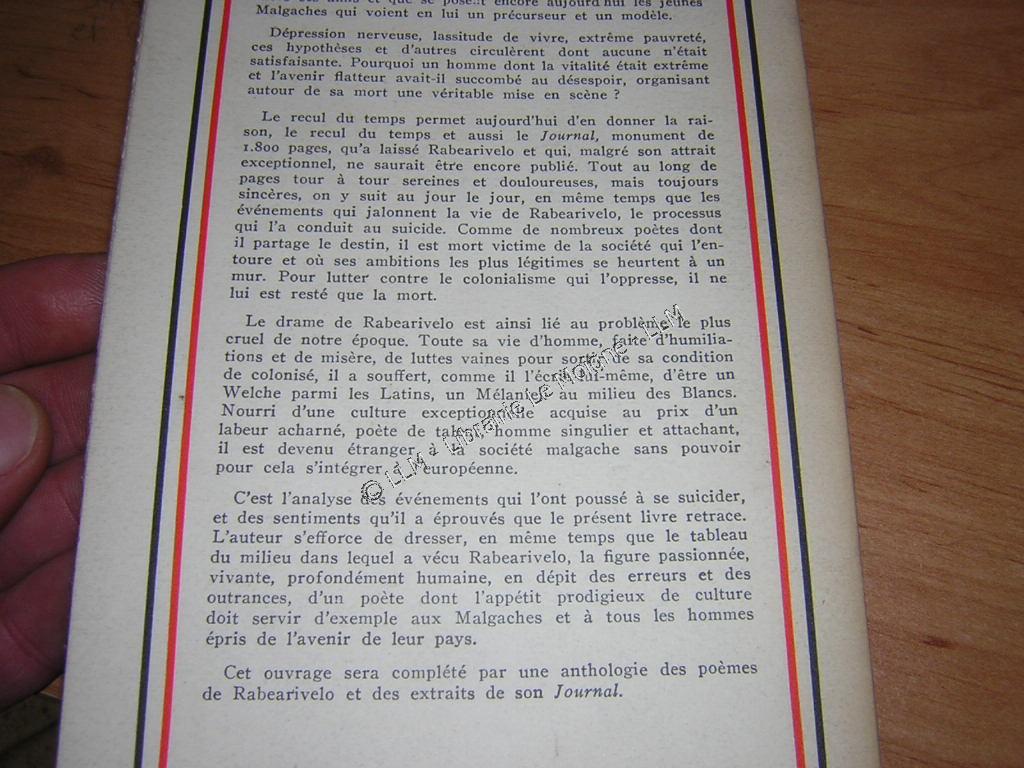 encore aujourd'hui les jeunes
Malgaches qui voient en lui un précurseur et un modèle.
Dépression nerveuse, lassitude de vivre, extrême pauvreté,
ces hypothèses et d'autres circulèrent dont aucune n'était
satisfaisante. Pourquoi un homme dont la vitalité était extrême
et l'avenir flatteur avait-il succombé au désespoir, organisant
autour de sa mort une véritable mise en scène ?
Le recul du temps permet aujourd'hui d'en donner la rai-
son, le recul du temps et aussi le Journal, monument de
1.800 pages, qu'a laissé Rabearivelo et qui, malgré son attrait
exceptionnel, ne saurait être encore publié. Tout au long de
pages tour à tour sereines et douloureuses, mais toujours
sincères, on y suit au jour le jour, en même temps que les
événements qui jalonnent la vie de Rabearivelo, le processus
qui l'a conduit au suicide. Comme de nombreux poètes dont
il partage le destin, il est mort victime de la société qui l'en-
toure et où ses ambitions les plus légitimes se heurtent à un
mur. Pour lutter contre le colonialisme qui l'oppresse, il ne
lui est resté que la mort.
Le drame de Rabearivelo est ainsi lié au problème le plus
cruel de notre époque. Toute sa vie d'homme, faite d'humilia-
tions et de misère, de luttes vaines pour sortir de sa condition
de colonisé, il a souffert, comme il l'écrit lui-même, d'être un
Welche parmi les Latins, un Mélanien au milieu des Blancs.
Nourri d'une culture exceptionnelle acquise au prix d'un
labeur acharné, poète de talent, homme singulier et attachant,
il est devenu étranger à la société malgache sans pouvoir
pour cela s'intégrer à l'européenne.
C'est l'analyse des événements qui l'ont poussé à se suicider,
et des sentiments qu'il a éprouvés que le présent livre retrace.
L'auteur s'efforce de dresser, en même temps que le tableau
du milieu dans lequel a vécu Rabearivelo, la figure passionnée,
vivante, profondément humaine, en dépit des erreurs et des
outrances, d'un poète dont l'appétit prodigieux de culture
doit servir d'exemple aux Malgaches et à tous les hommes
épris de l'avenir de leur pays.
Cet ouvrage sera complété par une anthologie des poèmes
de Rabearivelo et des extraits de son Journal.
© LLM - Librairie Le Molène - LLM